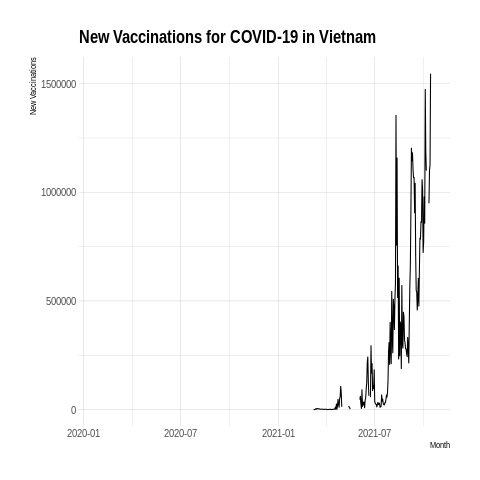 New Vaccinations for COVID-19 in Vietnam
New Vaccinations
1500000
1000000
500000
0
2020-01 2020-07 2021-01 2021-07
Month